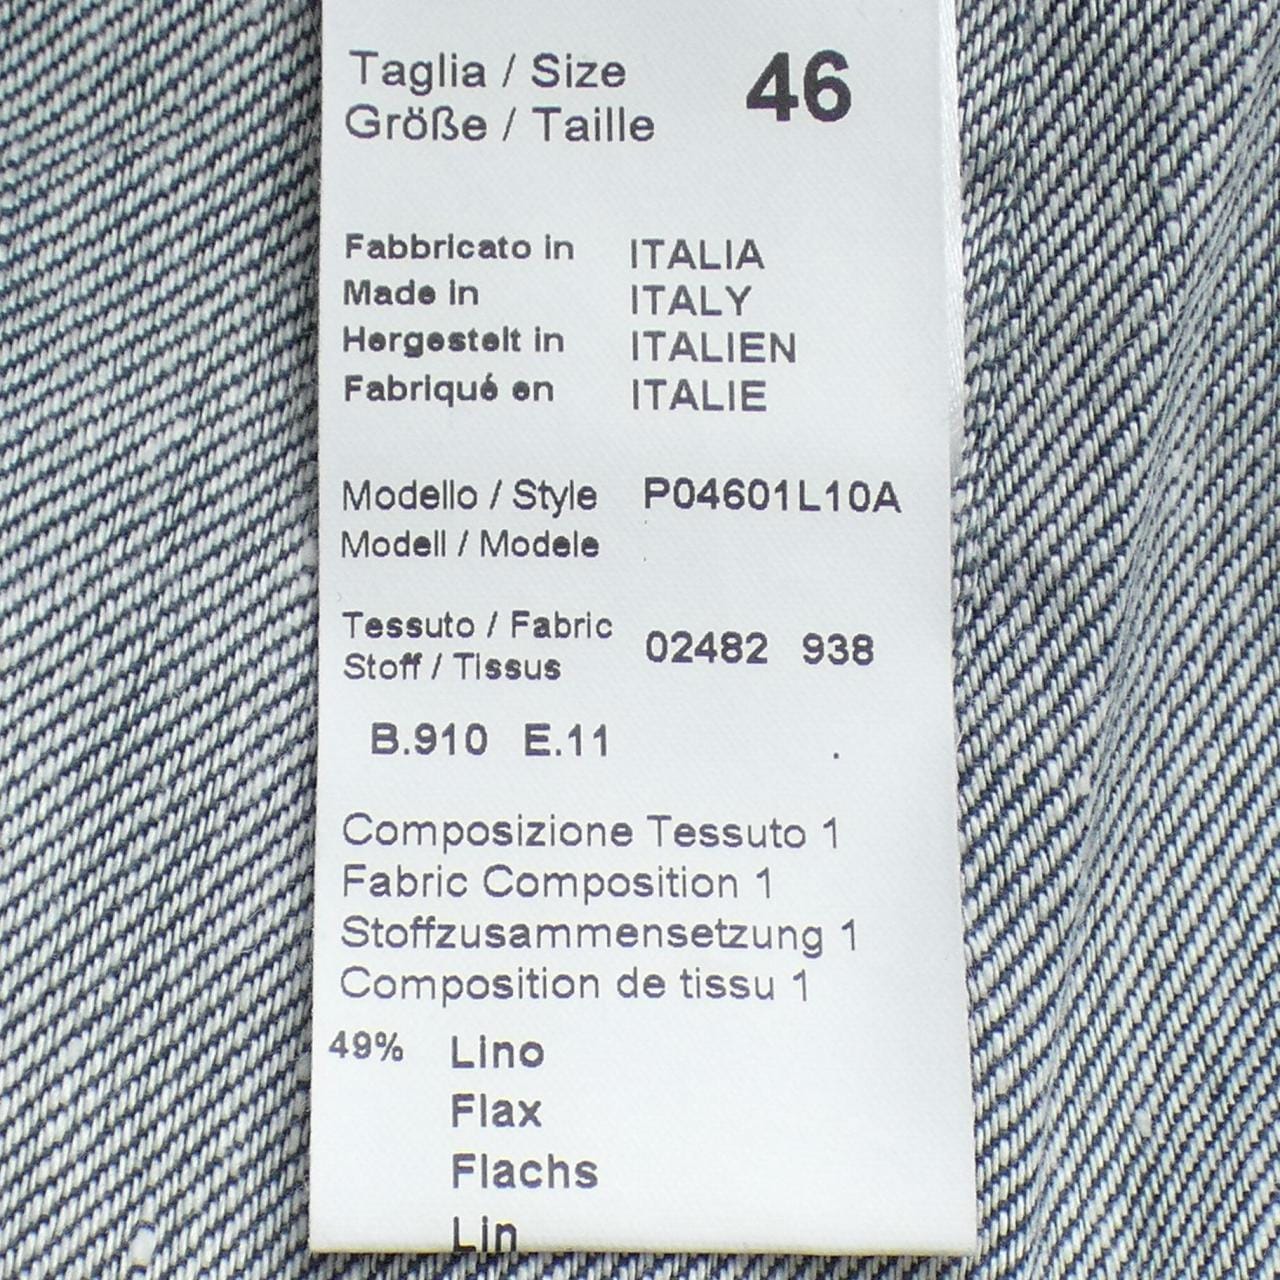 Taglia / Size 46
Größe / Taille
Fabbricato in ITALIA
Made in ITALY
Hergestelt in ITALIEN
Fabriqué en ITALIE
Modello / Style P04601L10A
Modell / Modele
Tessuto / Fabric 02482 938
Stoff / Tissus
B.910 E.11
Composizione Tessuto 1
Fabric Composition 1
Stoffzusammensetzung 1
Composition de tissu 1
49% Lino
Flax
Flachs
Lin